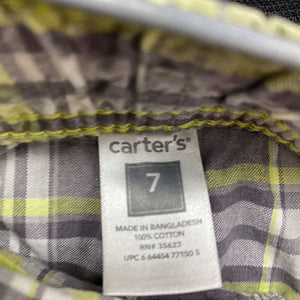 carter's
7
MADE IN BANGLADESH
100% COTTON
RN# 35623
UPC 6 64454 77150 5